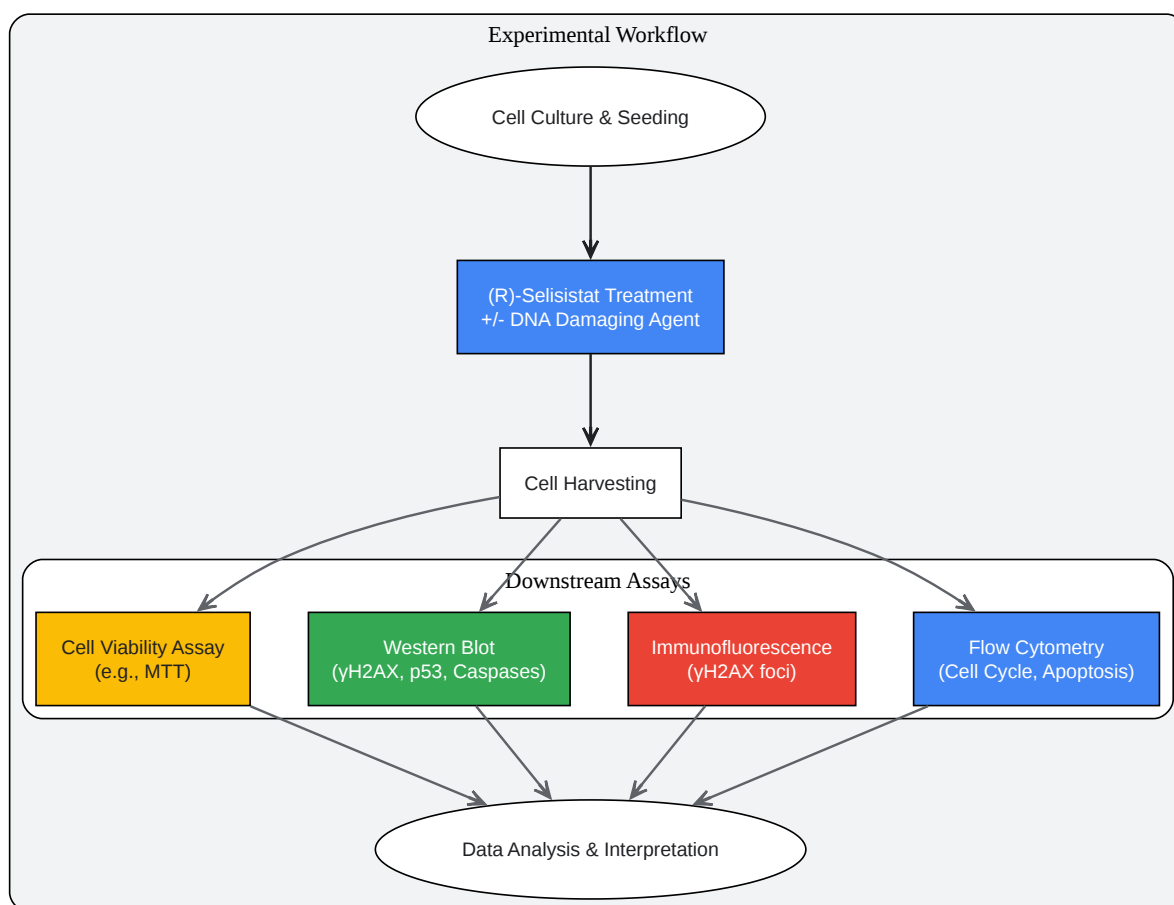 Experimental Workflow
Cell Culture & Seeding
(R)-Selisistat Treatment
+/- DNA Damaging Agent
Cell Harvesting
Downstream Assays
Cell Viability Assay
(e.g., MTT)
Western Blot
(γH2AX, p53, Caspases)
Immunofluorescence
(γH2AX foci)
Flow Cytometry
(Cell Cycle, Apoptosis)
Data Analysis & Interpretation